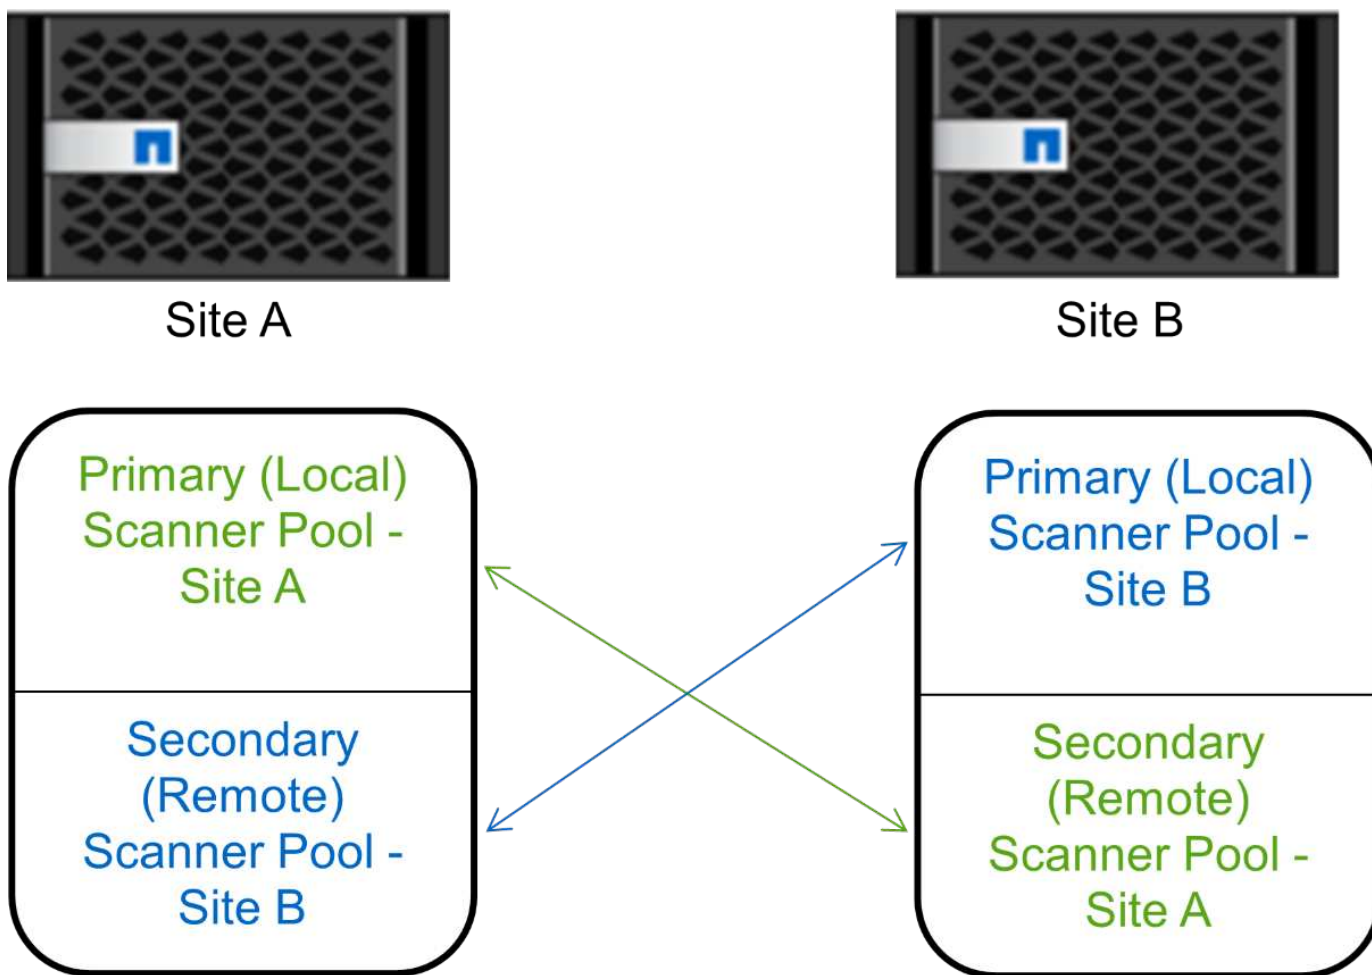 Site A
Site B
Primary (Local)
Scanner Pool -
Site A
Secondary
(Remote)
Scanner Pool -
Site B
Primary (Local)
Scanner Pool -
Site B
Secondary
(Remote)
Scanner Pool -
Site A